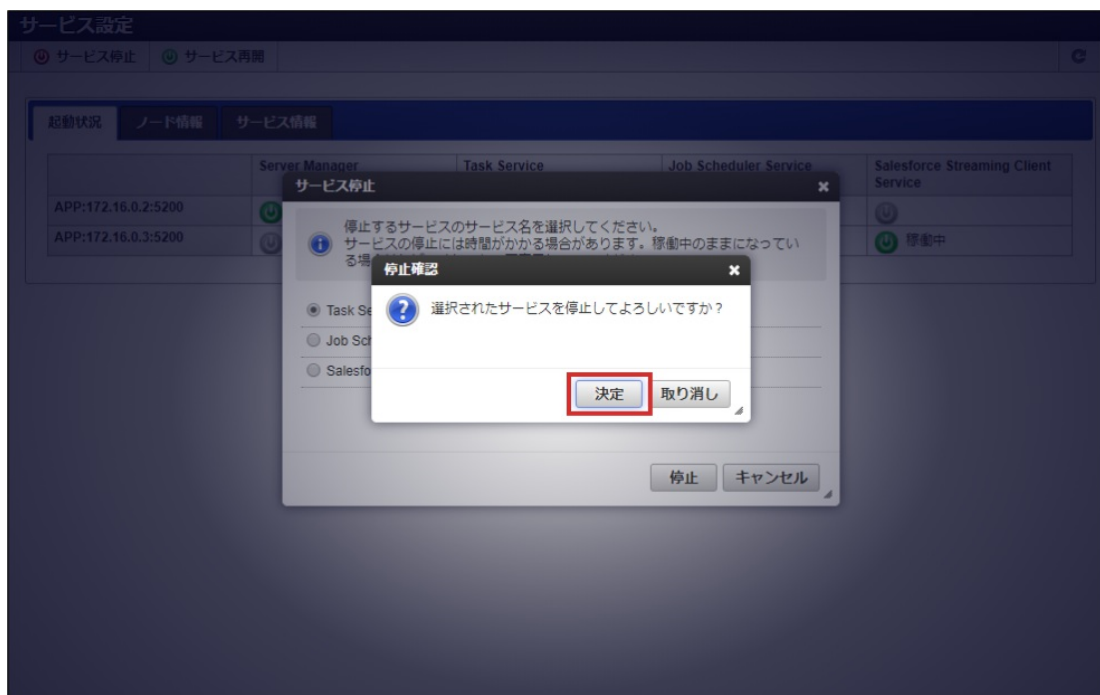 サービス設定
サービス停止 サービス再開
起動状況 ノード情報 サービス情報
Server Manager Task Service Job Scheduler Service Salesforce Streaming Client
Service
サービス停止
APP:172.16.0.2:5200
停止するサービスのサービス名を選択してください。
APP:172.16.0.3:5200
サービスの停止には時間がかかる場合があります。稼働中のままになってい
稼働中
る場
停止確認
選択されたサービスを停止してよろしいですか？
Task Se
Job Sch
Salesfo
決定 取り消し
停止 キャンセル